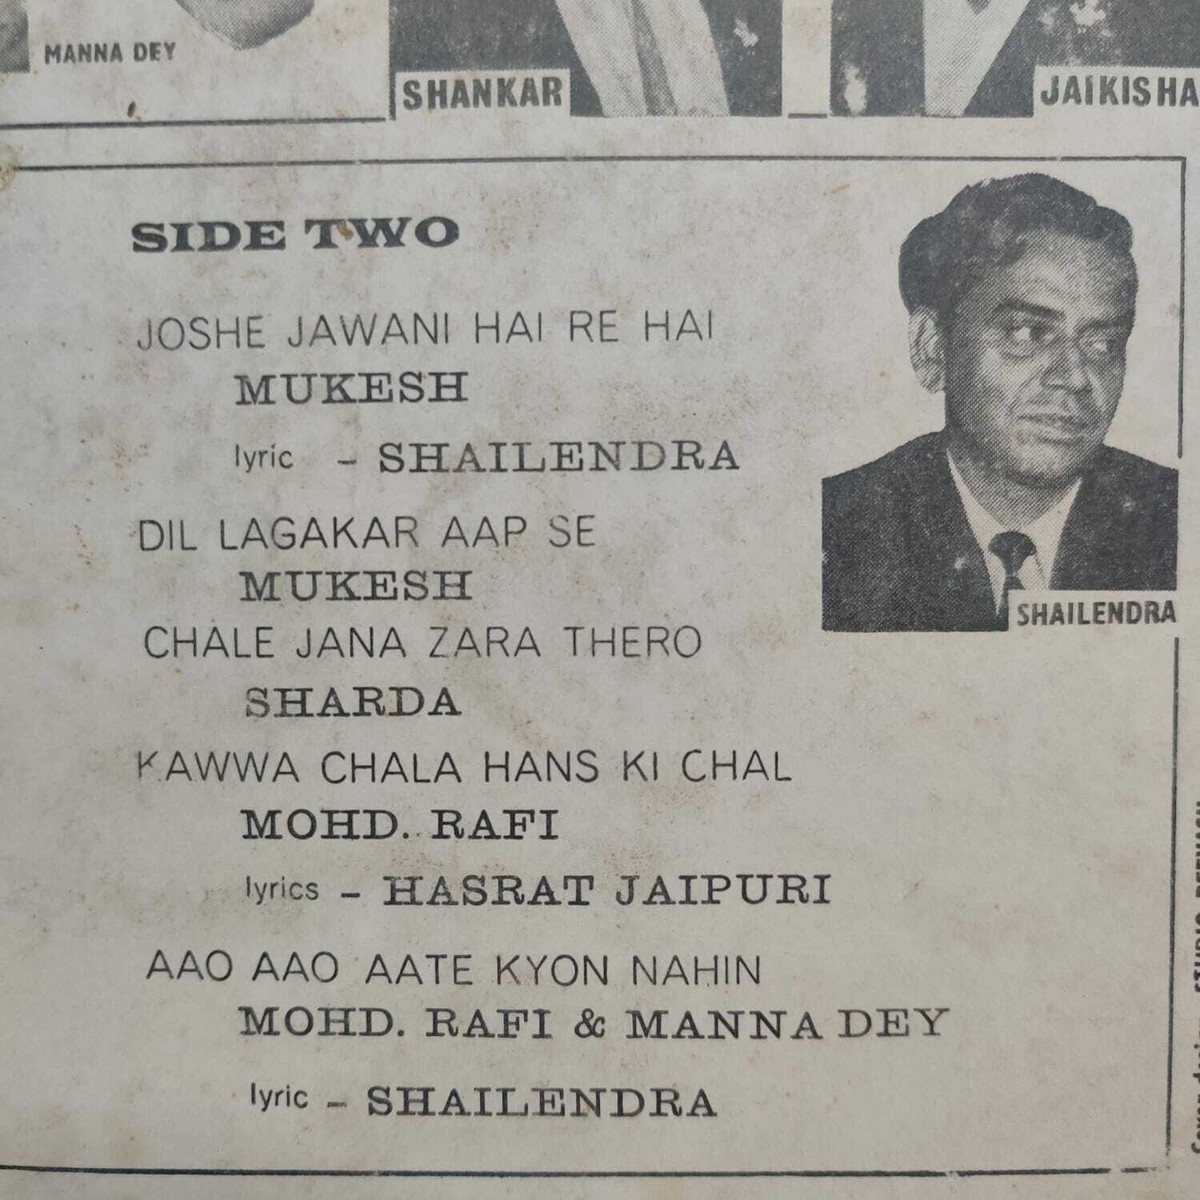 MANNA DEY
SHANKAR
JAIKISHA
SIDE TWO
JOSHE JAWANI HAI RE HAI
MUKESH
lyric - SHAILENDRA
DIL LAGAKAR AAP SE
MUKESH
CHALE JANA ZARA THERO
SHARDA
KAWWA CHALA HANS KI CHAL
MOHD. RAFI
lyrics - HASRAT JAIPURI
AAO AAO AATE KYON NAHIN
MOHD. RAFI & MANNA DEY
lyric - SHAILENDRA
SHAILENDRA